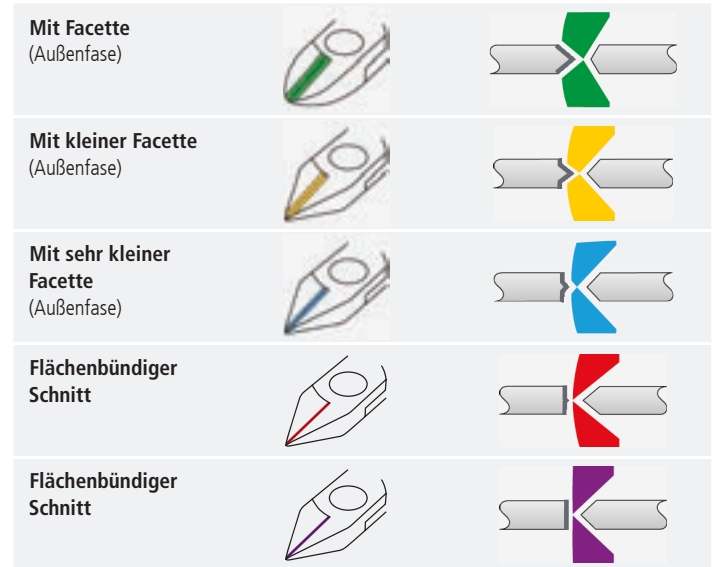 Mit Facette
(Außenfase)
Mit kleiner Facette
(Außenfase)
Mit sehr kleiner
Facette
(Außenfase)
Flächenbündiger
Schnitt
Flächenbündiger
Schnitt